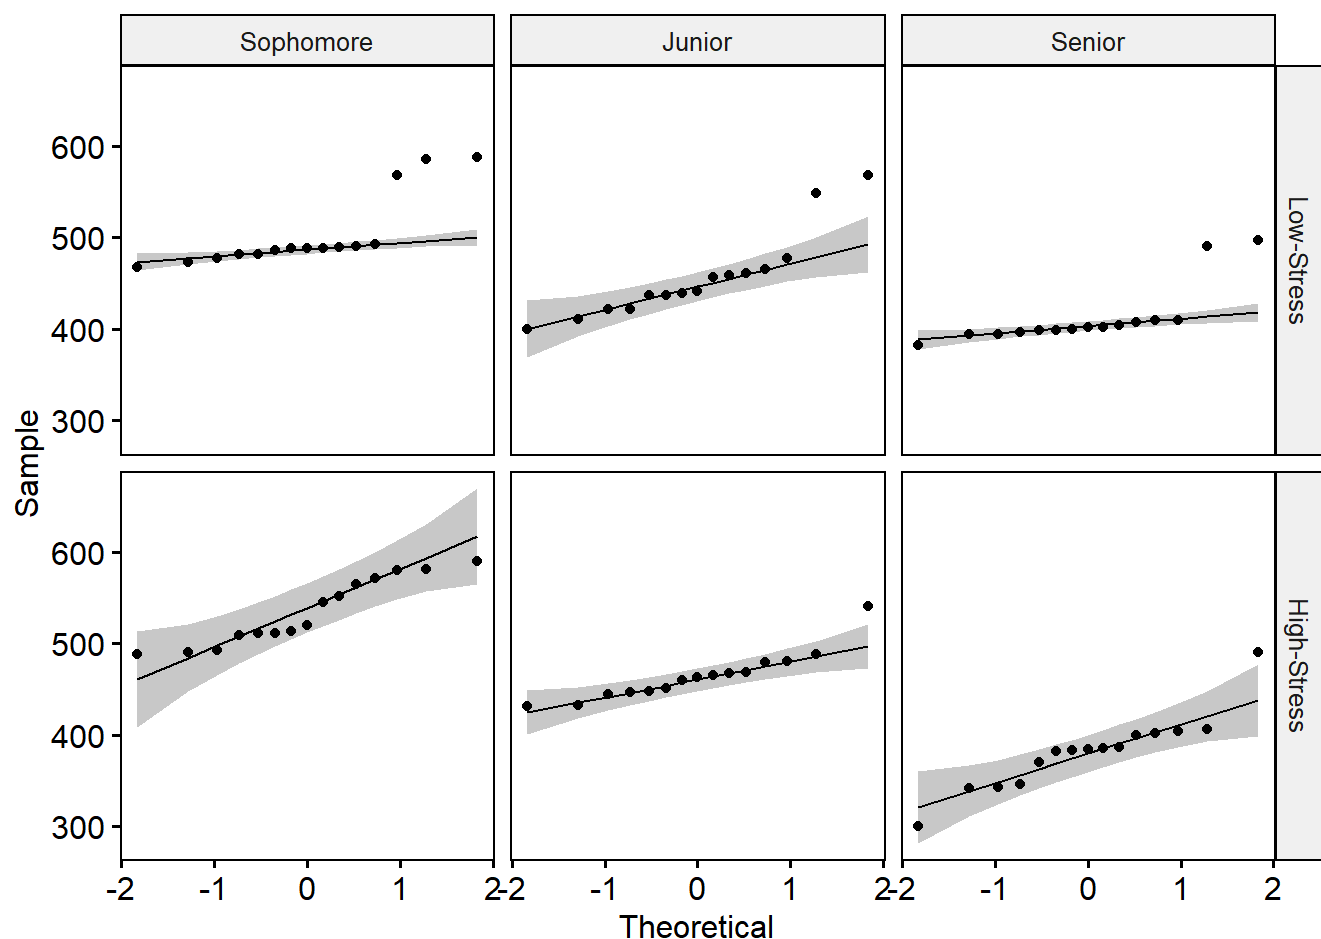 Sophomore Junior Senior
600
500
400
300
Low-Stress
Sample
600
500
400
300
High-Stress
-2 -1 0 1 2 -2 -1 0 1 2 -2 -1 0 1 2
Theoretical